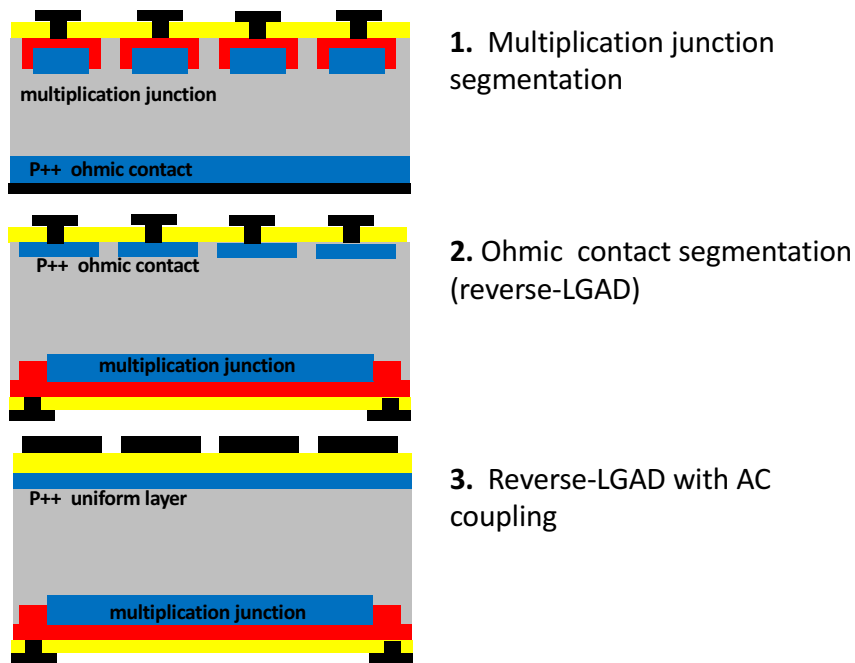 1. Multiplication junction
segmentation
multiplication junction
P++ ohmic contact
2. Ohmic contact segmentation
(reverse-LGAD)
P++ ohmic contact
multiplication junction
3. Reverse-LGAD with AC
coupling
P++ uniform layer
multiplication junction